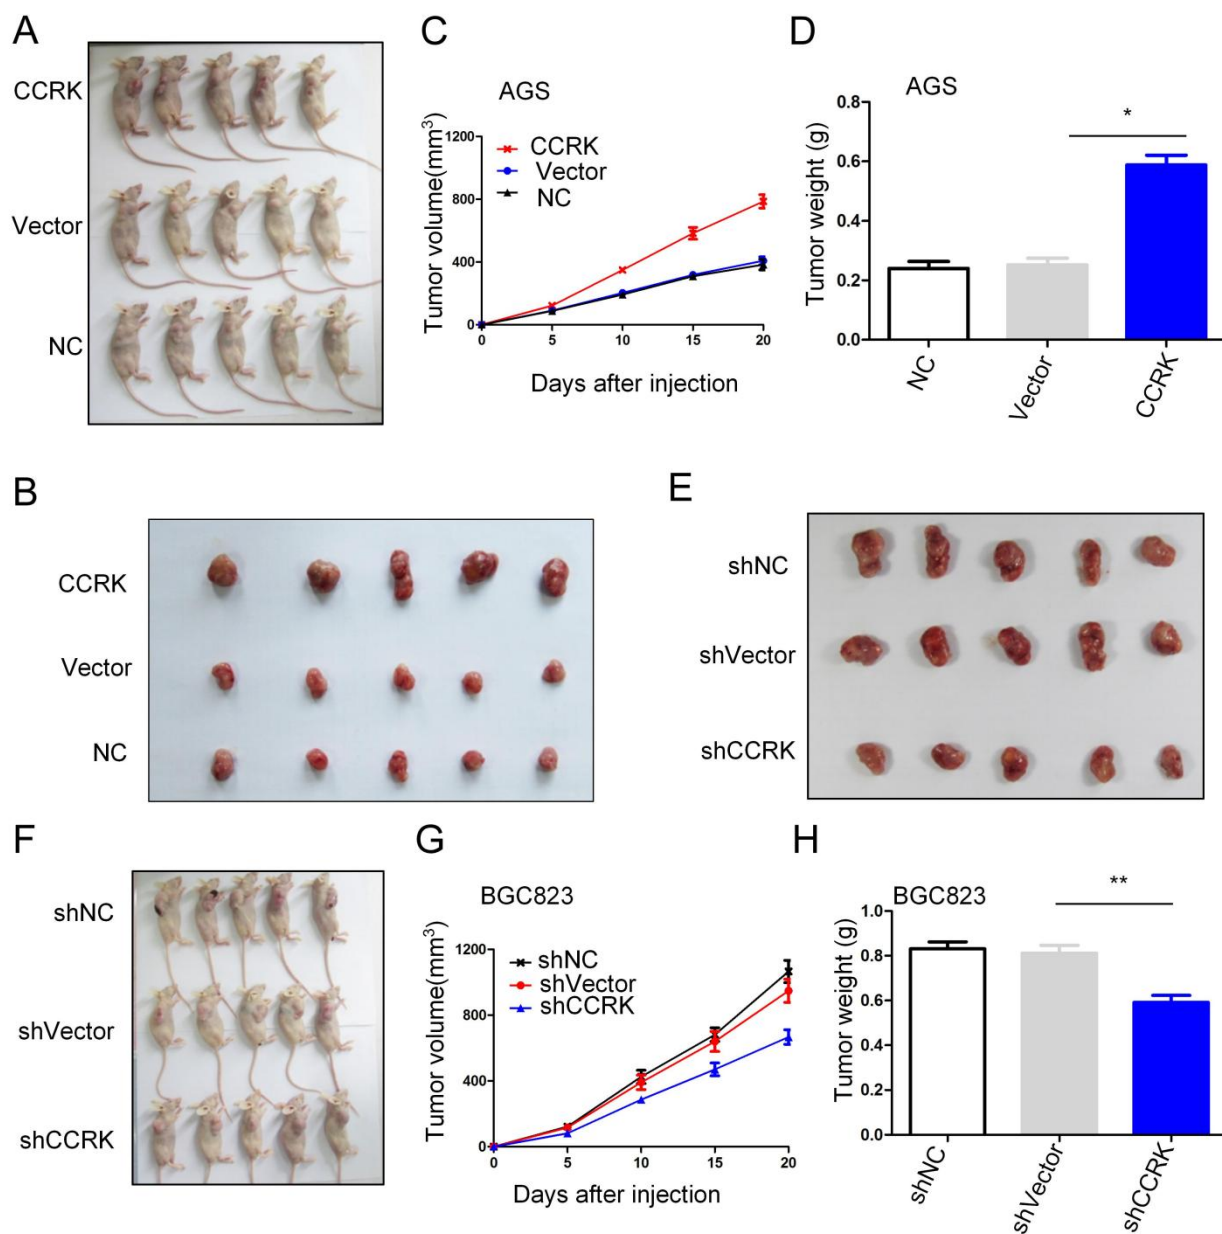 A
CCRK
Vector
NC
C
AGS
CCRK
Vector
NC
Tumor volume(mm³)
1200
800
400
0
0 5 10 15 20
Days after injection
D
AGS
*
Tumor weight (g)
0.8
0.6
0.4
0.2
0.0
NC
Vector
CCRK
B
CCRK
Vector
NC
E
shNC
shVector
shCCRK
F
shNC
shVector
shCCRK
G
BGC823
shNC
shVector
shCCRK
Tumor volume(mm³)
1200
800
400
0
0 5 10 15 20
Days after injection
H
BGC823
**
Tumor weight (g)
1.0
0.8
0.6
0.4
0.2
0.0
shNC
shVector
shCCRK